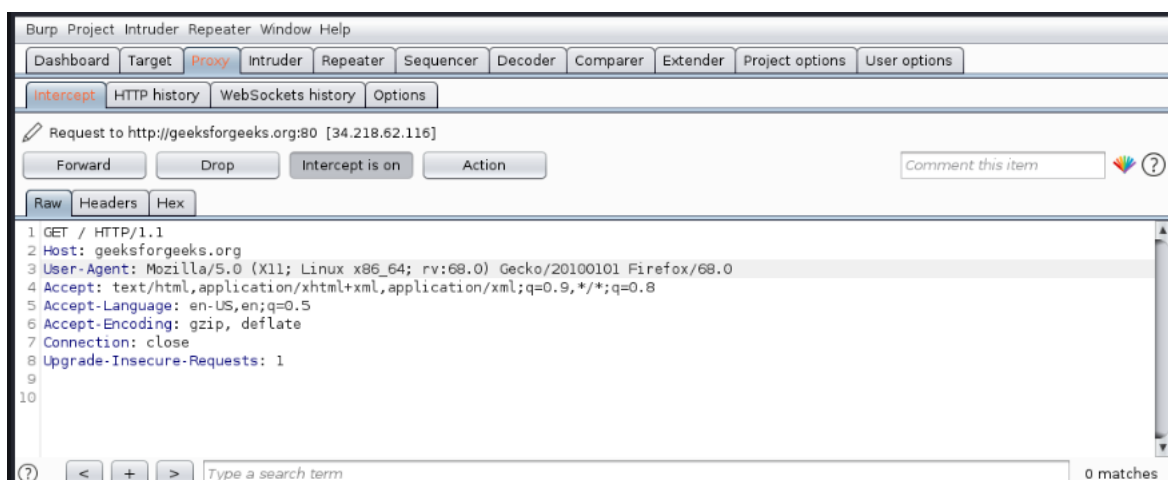 Burp Project Intruder Repeater Window Help
Dashboard Target Proxy Intruder Repeater Sequencer Decoder Comparer Extender Project options User options
Intercept HTTP history WebSockets history Options
Request to http://geeksforgeeks.org:80 [34.218.62.116]
Forward Drop Intercept is on Action Comment this item ?
Raw Headers Hex
1 GET / HTTP/1.1
2 Host: geeksforgeeks.org
3 User-Agent: Mozilla/5.0 (X11; Linux x86_64; rv:68.0) Gecko/20100101 Firefox/68.0
4 Accept: text/html,application/xhtml+xml,application/xml;q=0.9,*/*;q=0.8
5 Accept-Language: en-US,en;q=0.5
6 Accept-Encoding: gzip, deflate
7 Connection: close
8 Upgrade-Insecure-Requests: 1
9
10
? < + > Type a search term 0 matches